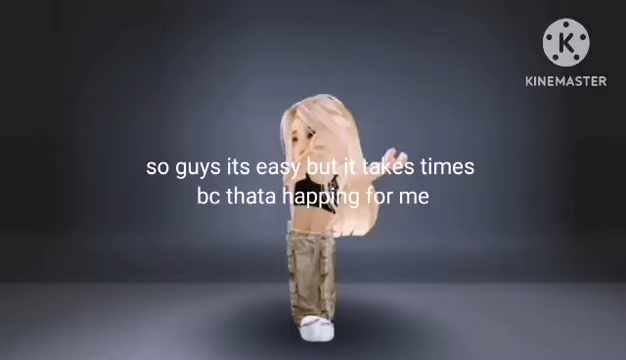 KINEMASTER
so guys its easy but it takes times
bc thata happing for me